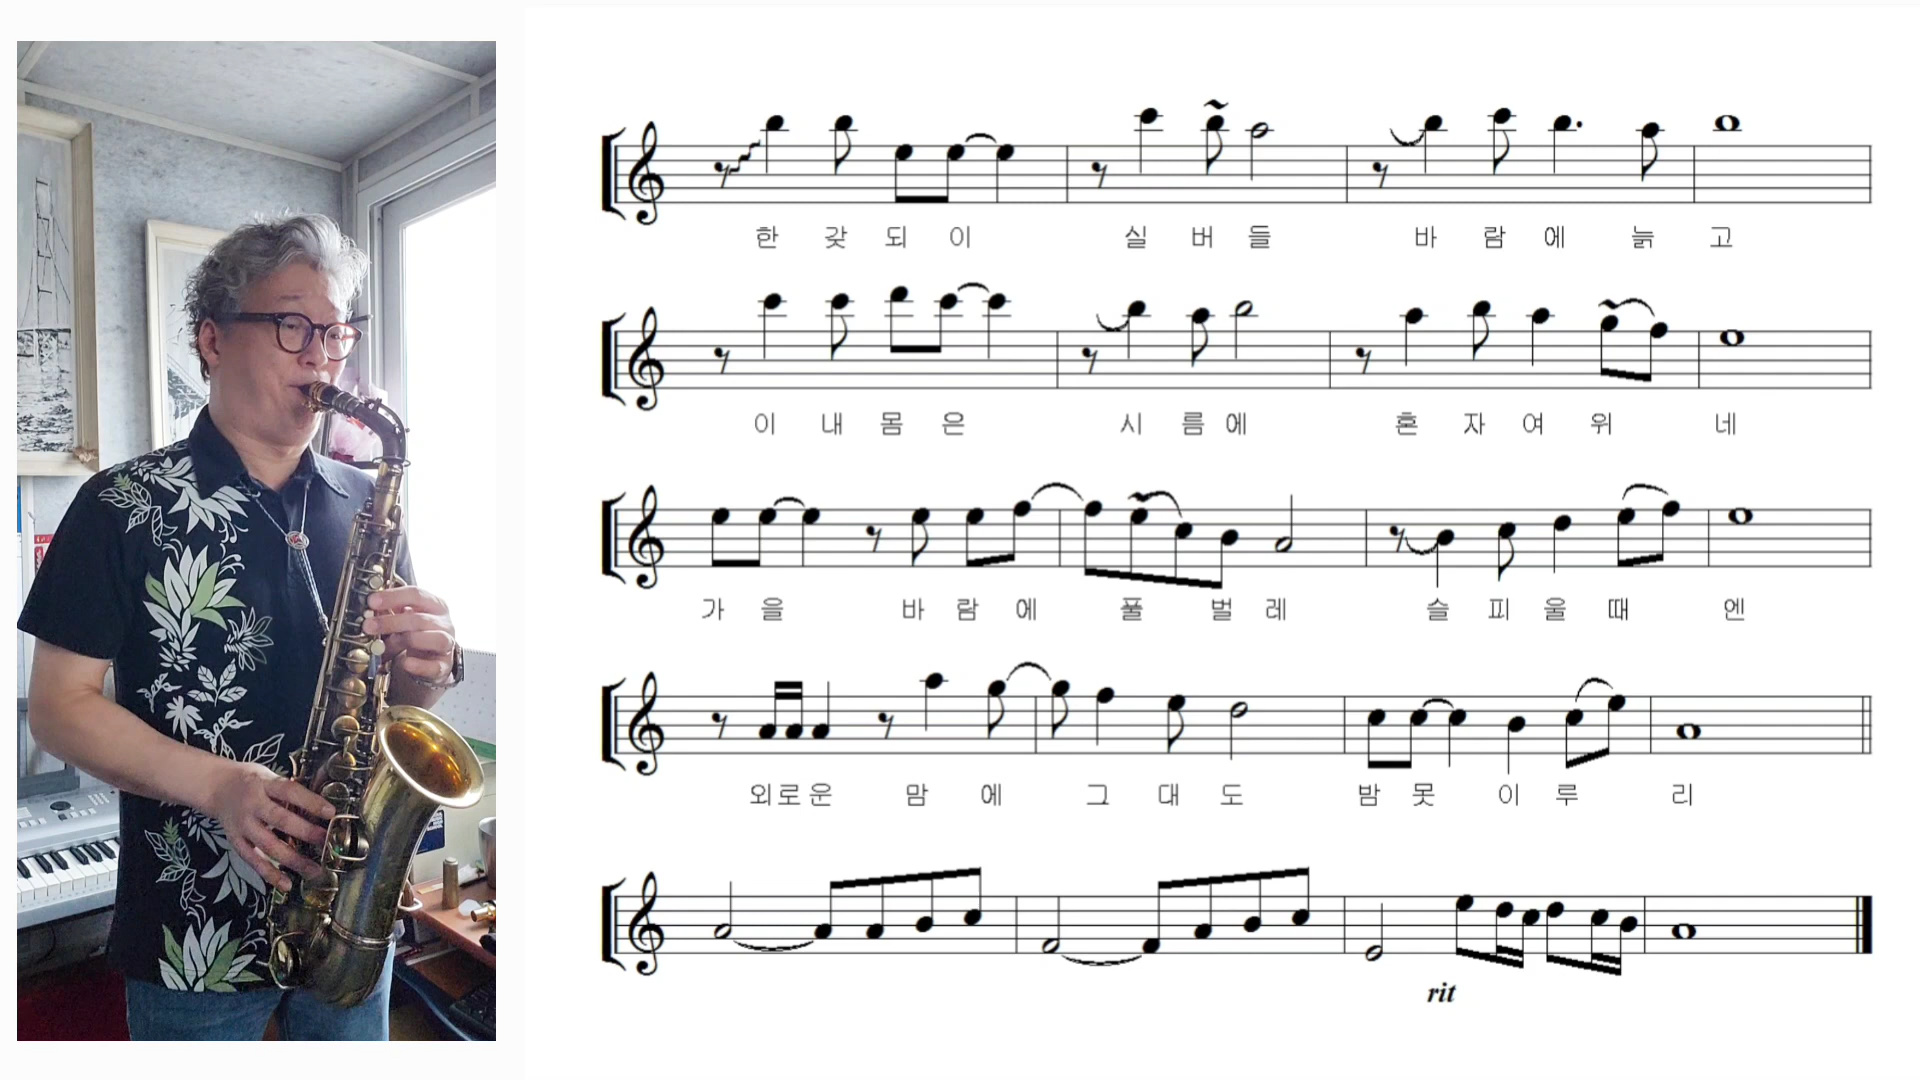 한 갖 되 이 실 버 들 바 람 에 늙 고
이 내 몸 은 시 름 에 혼 자 여 위 네
가 을 바 람 에 풀 벌 레 슬 피 울 때 엔
외로운 맘 에 그 대 도 밤 못 이 루 리
rit